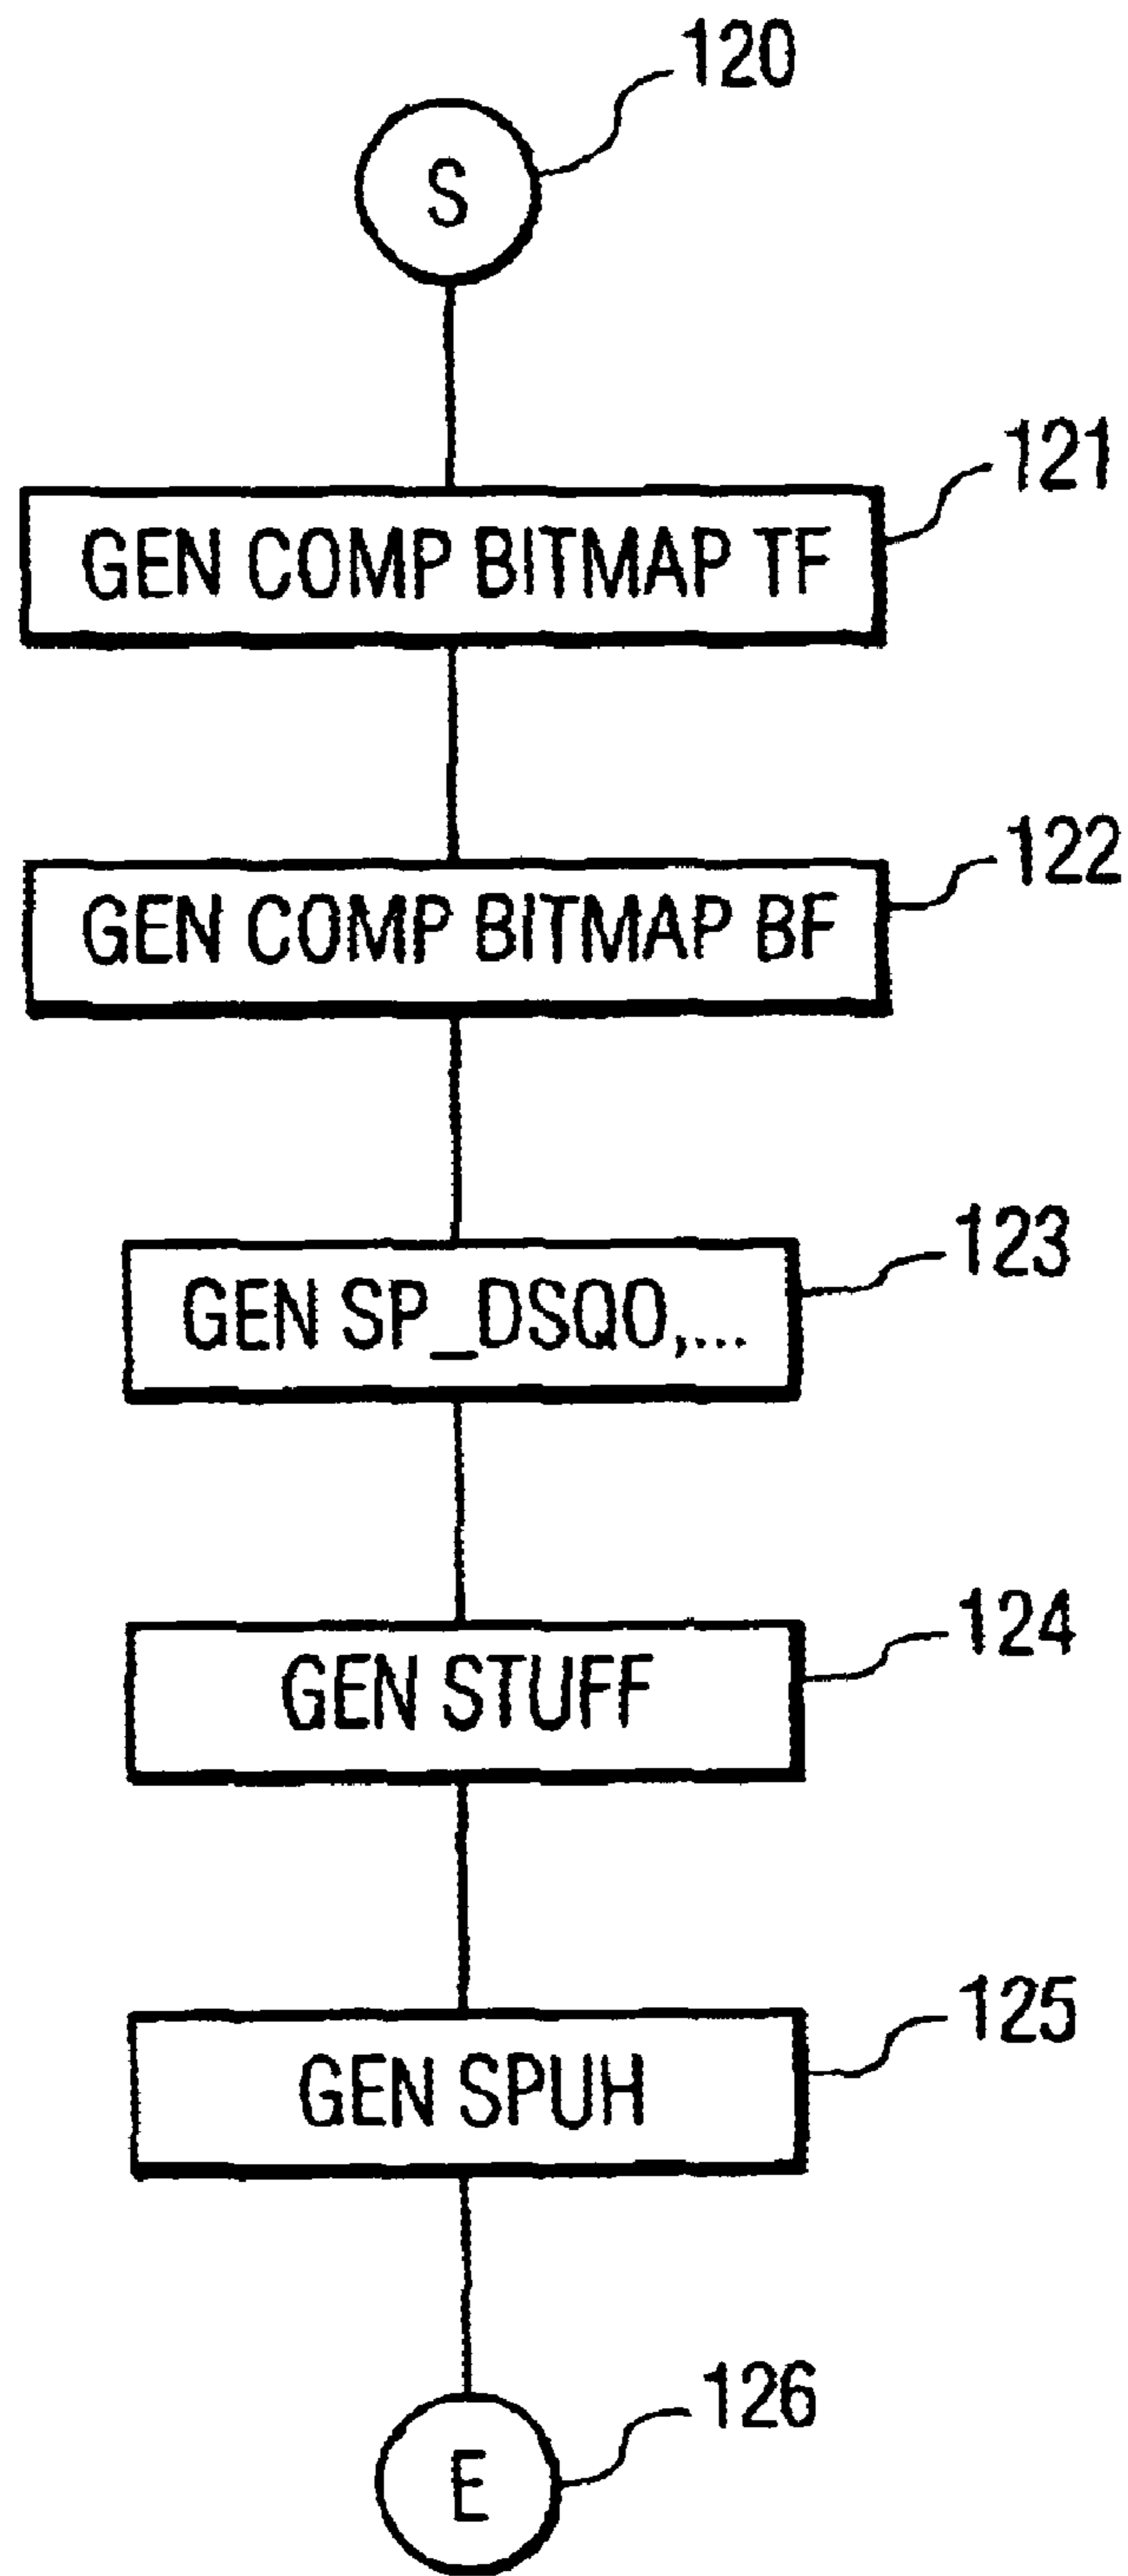 120
S
121
GEN COMP BITMAP TF
122
GEN COMP BITMAP BF
123
GEN SP_DSQ0,...
124
GEN STUFF
125
GEN SPUH
126
E